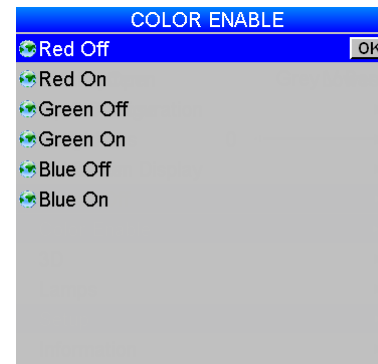 COLOR ENABLE
Red Off OK
Red On
Green Off
Green On
Blue Off
Blue On